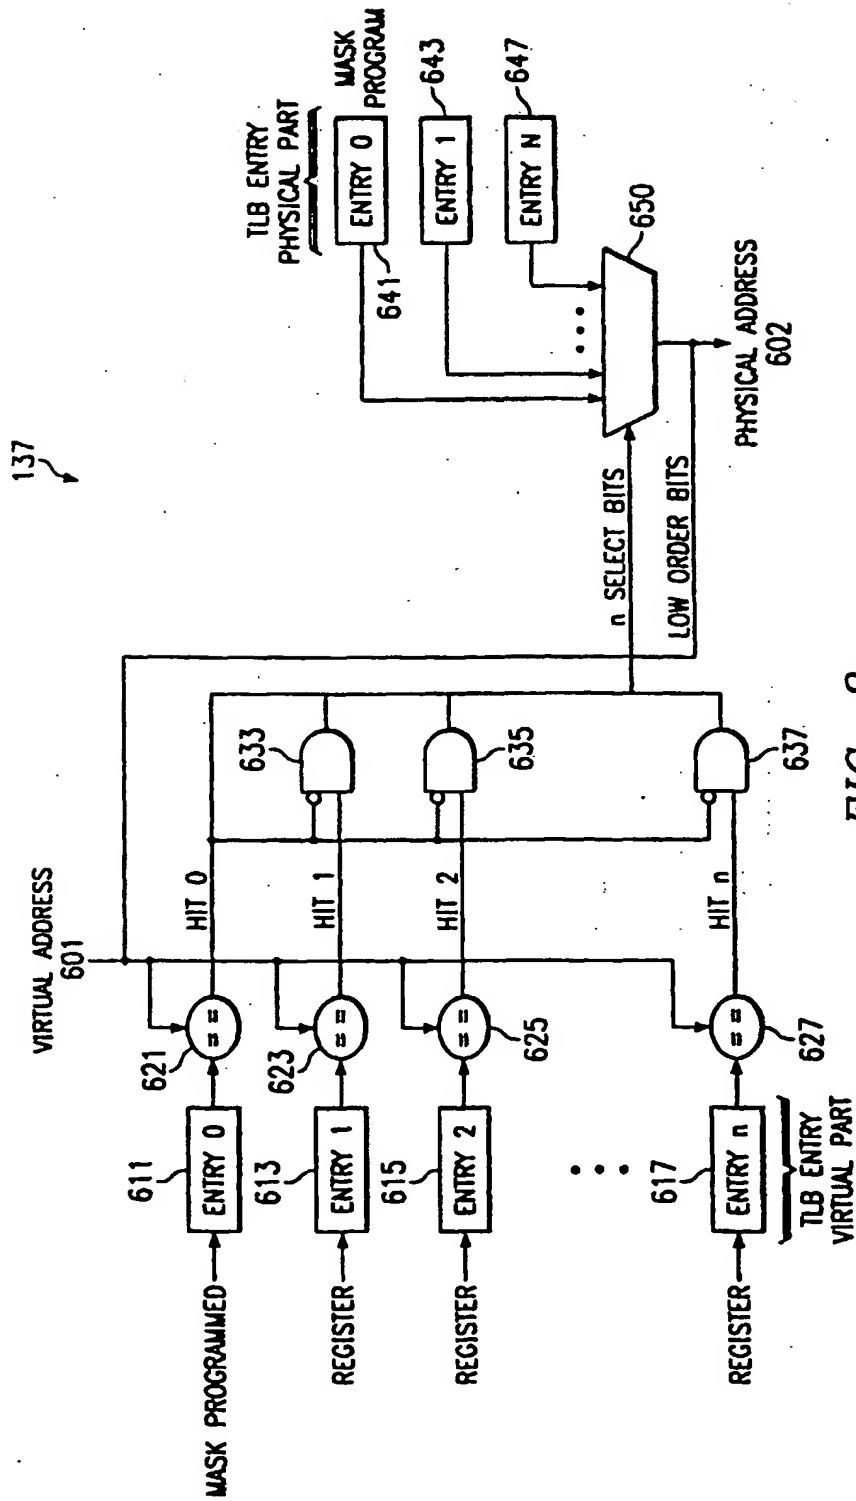 137
VIRTUAL ADDRESS
601
MASK PROGRAMMED
611
ENTRY 0
621
==
HIT 0
REGISTER
613
ENTRY 1
623
==
HIT 1
633
REGISTER
615
ENTRY 2
==
625
HIT 2
635
REGISTER
617
ENTRY n
==
627
HIT n
637
TLB ENTRY
VIRTUAL PART
n SELECT BITS
LOW ORDER BITS
TLB ENTRY
PHYSICAL PART
MASK
PROGRAM
ENTRY 0
641
ENTRY 1
643
ENTRY N
647
650
PHYSICAL ADDRESS
602